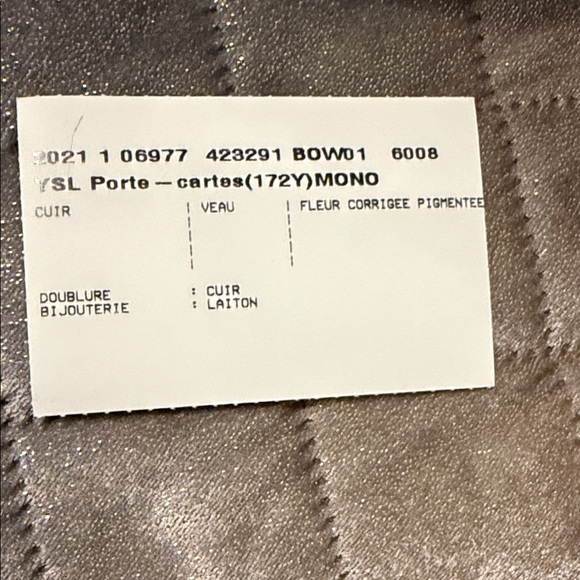 2021 1 06977 423291 BOW01 6008
YSL Porte-cartes(172Y)MONO
CUIR | VEAU | FLEUR CORRIGEE PIGMENTEE
DOUBLURE : CUIR
BIJOUTERIE : LAITON